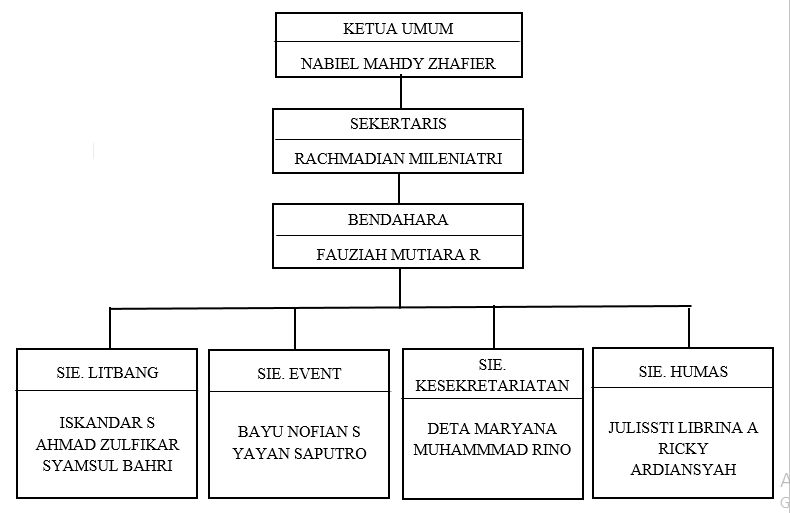 KETUA UMUM
NABIEL MAHDY ZHAFIER
SEKERTARIS
RACHMADIAN MILENIATRI
BENDAHARA
FAUZIAH MUTIARA R
SIE. LITBANG
ISKANDAR S
AHMAD ZULFIKAR
SYAMSUL BAHRI
SIE. EVENT
BAYU NOFIAN S
YAYAN SAPUTRO
SIE.
KESEKRETARIATAN
DETA MARYANA
MUHAMMMAD RINO
SIE. HUMAS
JULISSTI LIBRINA A
RICKY
ARDIANSYAH